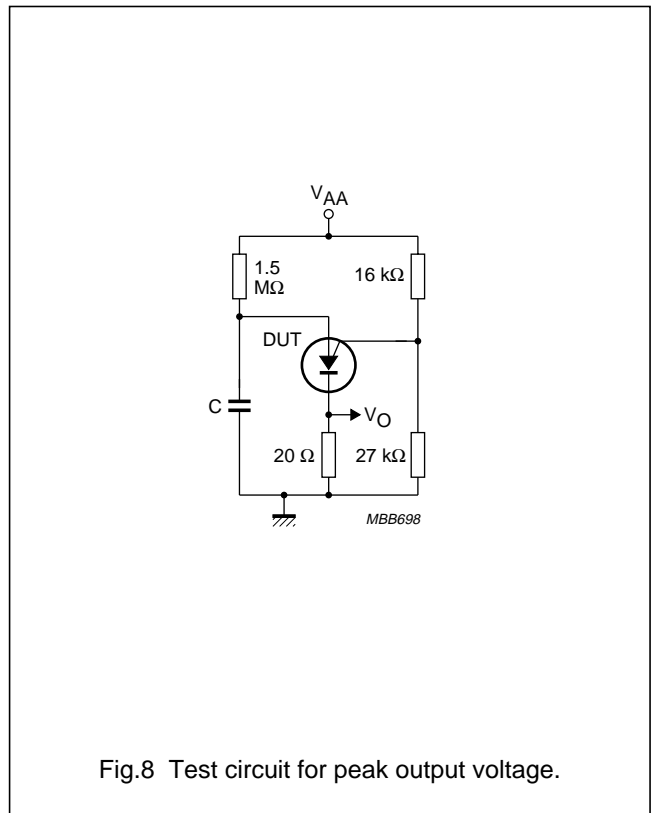 VAA
1.5
MΩ
16 kΩ
DUT
C
VO
20 Ω
27 kΩ
MBB698
Fig.8 Test circuit for peak output voltage.